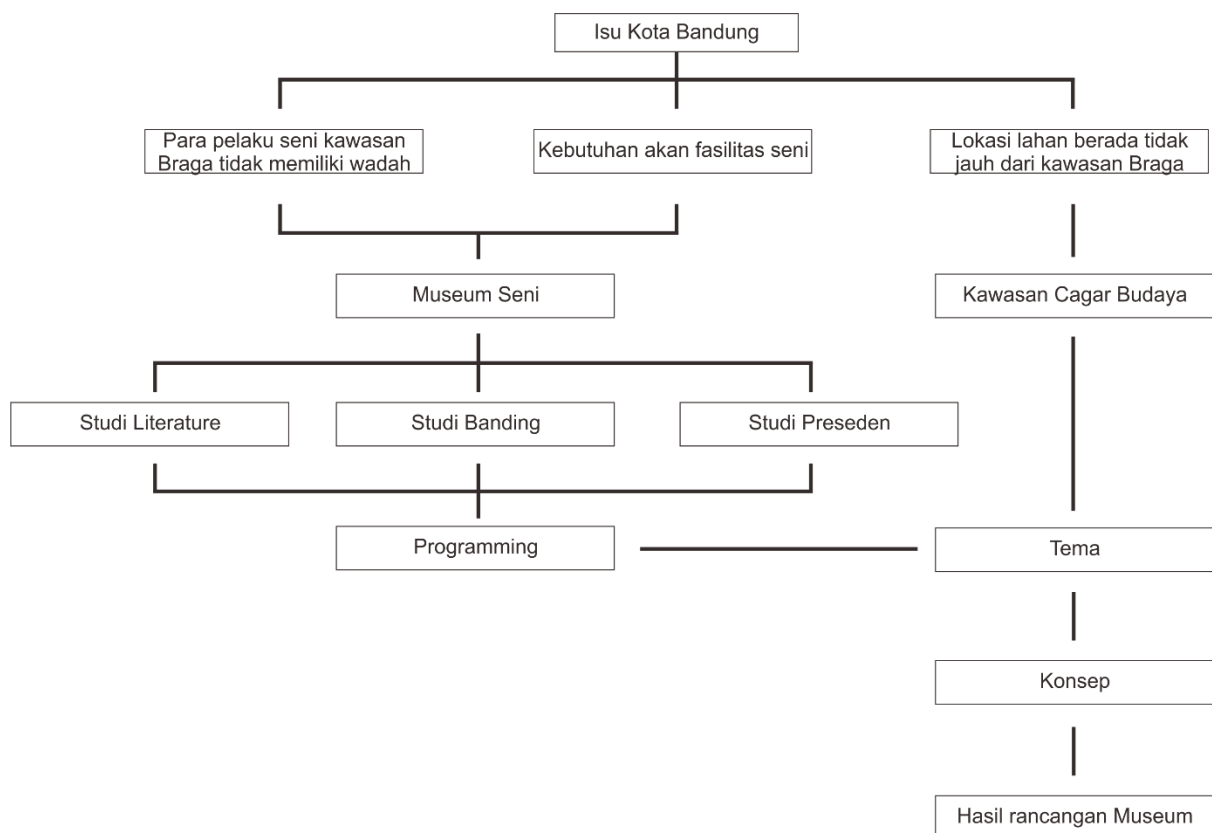 Isu Kota Bandung
Para pelaku seni kawasan
Braga tidak memiliki wadah
Kebutuhan akan fasilitas seni
Lokasi lahan berada tidak
jauh dari kawasan Braga
Museum Seni
Kawasan Cagar Budaya
Studi Literature
Studi Banding
Studi Preseden
Programming
Tema
Konsep
Hasil rancangan Museum